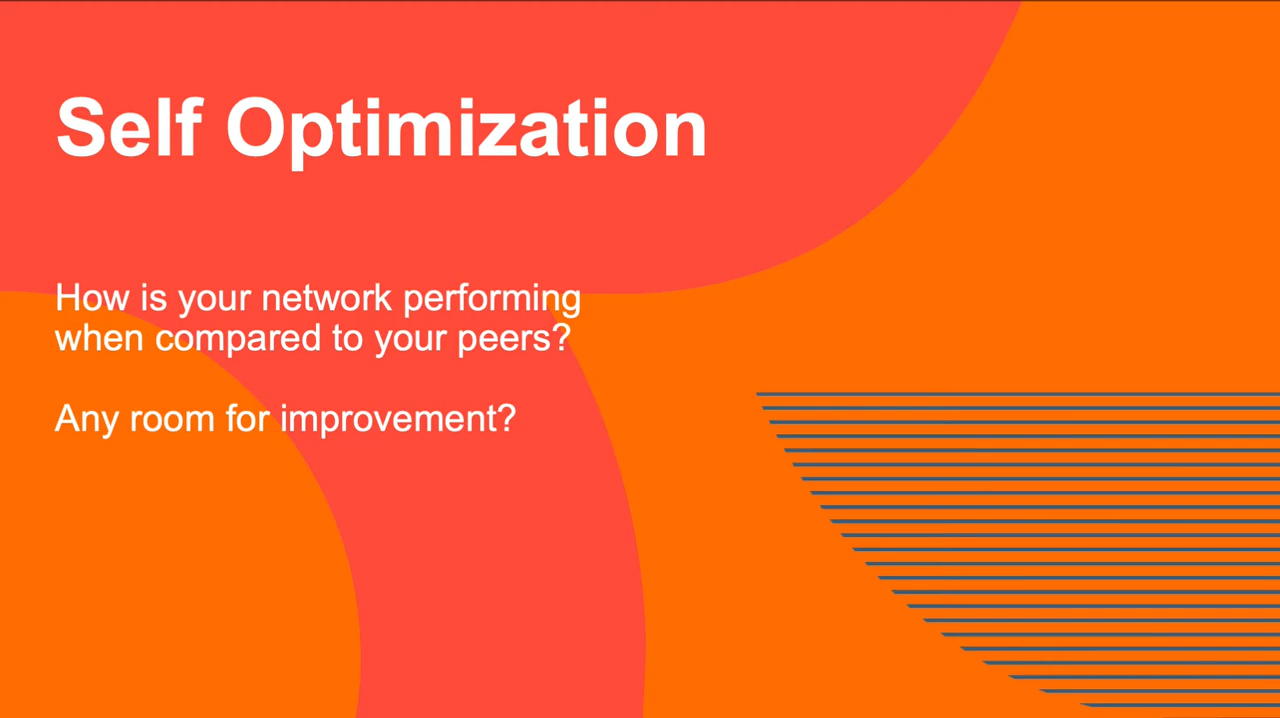 Self Optimization
How is your network performing
when compared to your peers?
Any room for improvement?